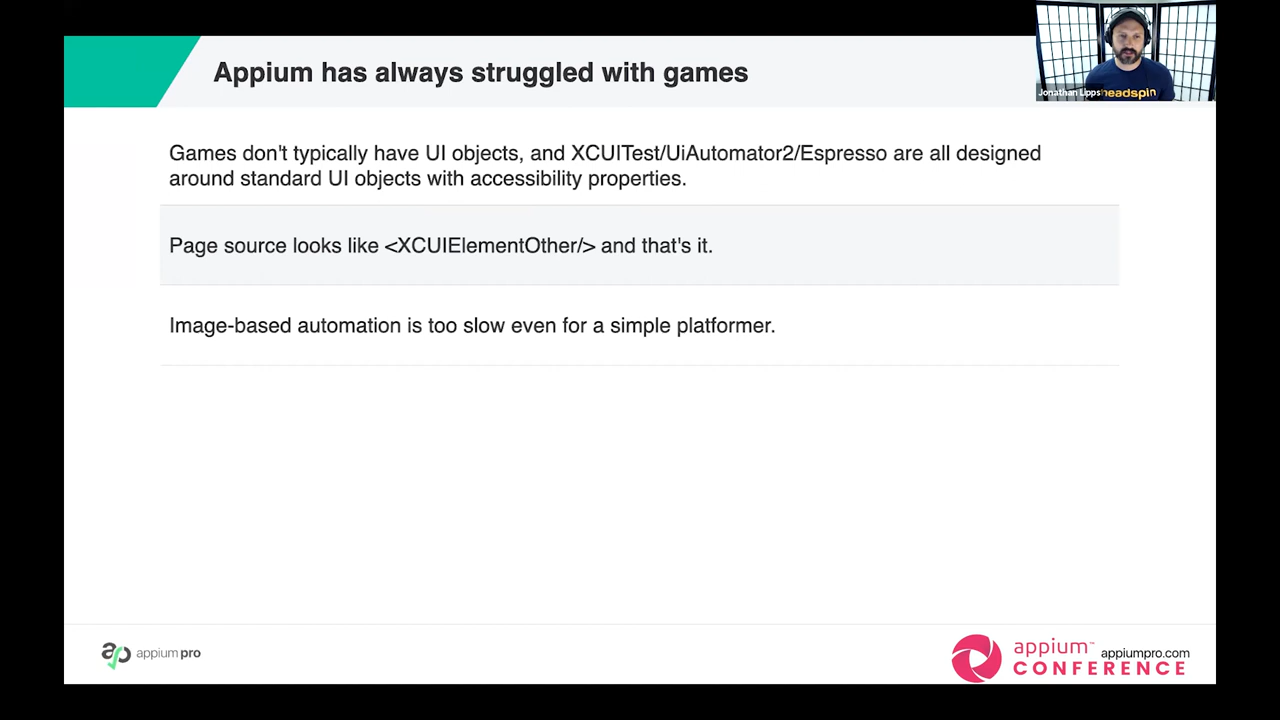 Appium has always struggled with games
Jonathan Lipps
headspin
Games don't typically have UI objects, and XCUITest/UiAutomator2/Espresso are all designed
around standard UI objects with accessibility properties.
Page source looks like <XCUIElementOther/> and that's it.
Image-based automation is too slow even for a simple platformer.
ap appium pro
appium™ appiumpro.com
CONFERENCE